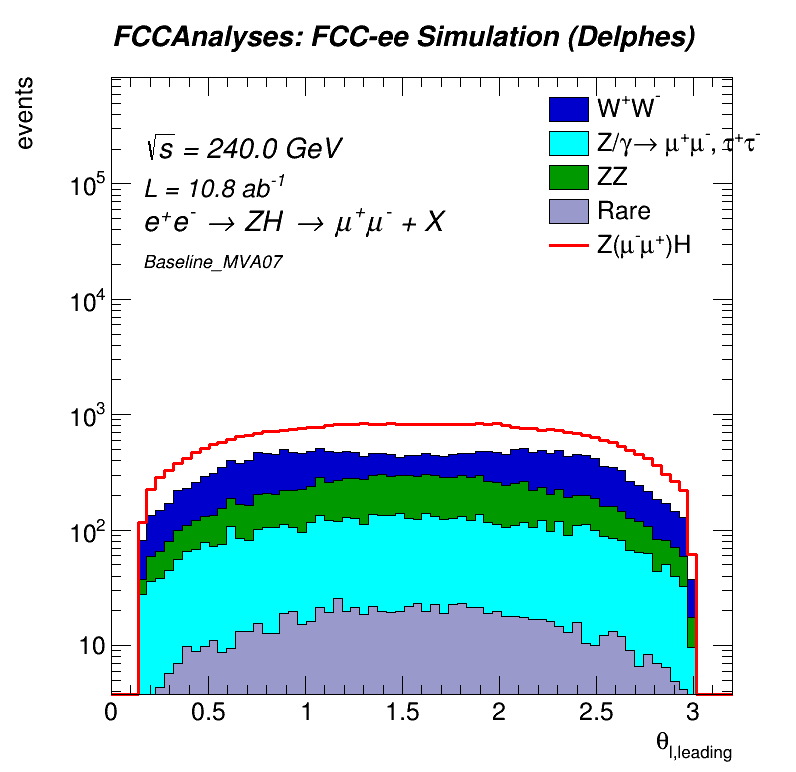 FCCAnalyses: FCC-ee Simulation (Delphes)
events
√s = 240.0 GeV
L = 10.8 ab⁻¹
e⁺e⁻ → ZH → μ⁺μ⁻ + X
Baseline_MVA07
W⁺W⁻
Z/γ→ μ⁺μ⁻, τ⁺τ⁻
ZZ
Rare
Z(μ⁻μ⁺)H
10⁵
10⁴
10³
10²
10
0 0.5 1 1.5 2 2.5 3
θl,leading